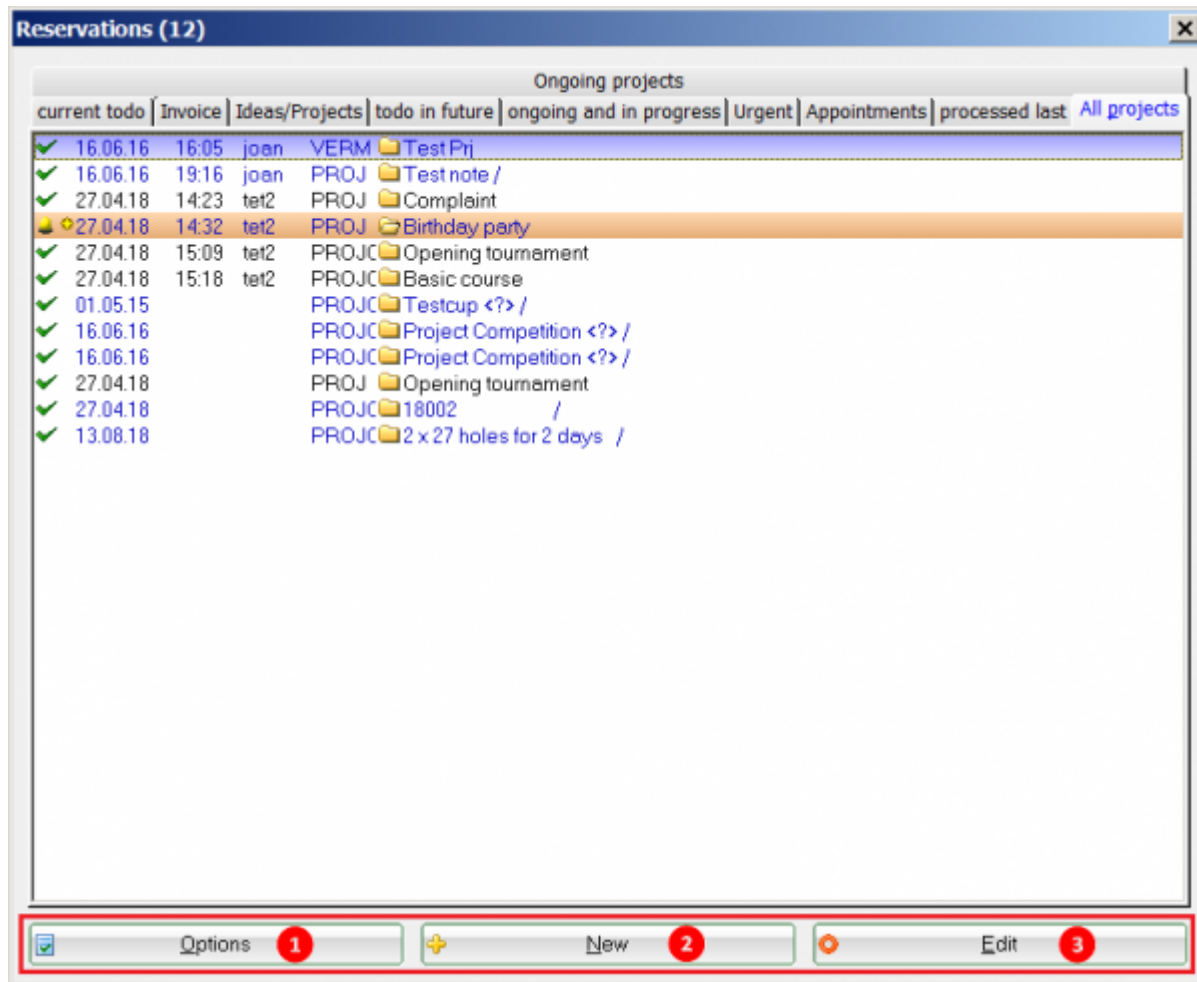 Reservations (12)
Ongoing projects
current todo Invoice Ideas/Projects todo in future ongoing and in progress Urgent Appointments processed last All projects
16.06.16 16:05 joan VERM Test Prj
16.06.16 19:16 joan PROJ Test note /
27.04.18 14:23 tet2 PROJ Complaint
27.04.18 14:32 tet2 PROJ Birthday party
27.04.18 15:09 tet2 PROJC Opening tournament
27.04.18 15:18 tet2 PROJC Basic course
01.05.15 PROJC Testcup <?> /
16.06.16 PROJC Project Competition <?> /
16.06.16 PROJC Project Competition <?> /
27.04.18 PROJ Opening tournament
27.04.18 PROJC 18002 /
13.08.18 PROJC 2 x 27 holes for 2 days /
Options 1 New 2 Edit 3